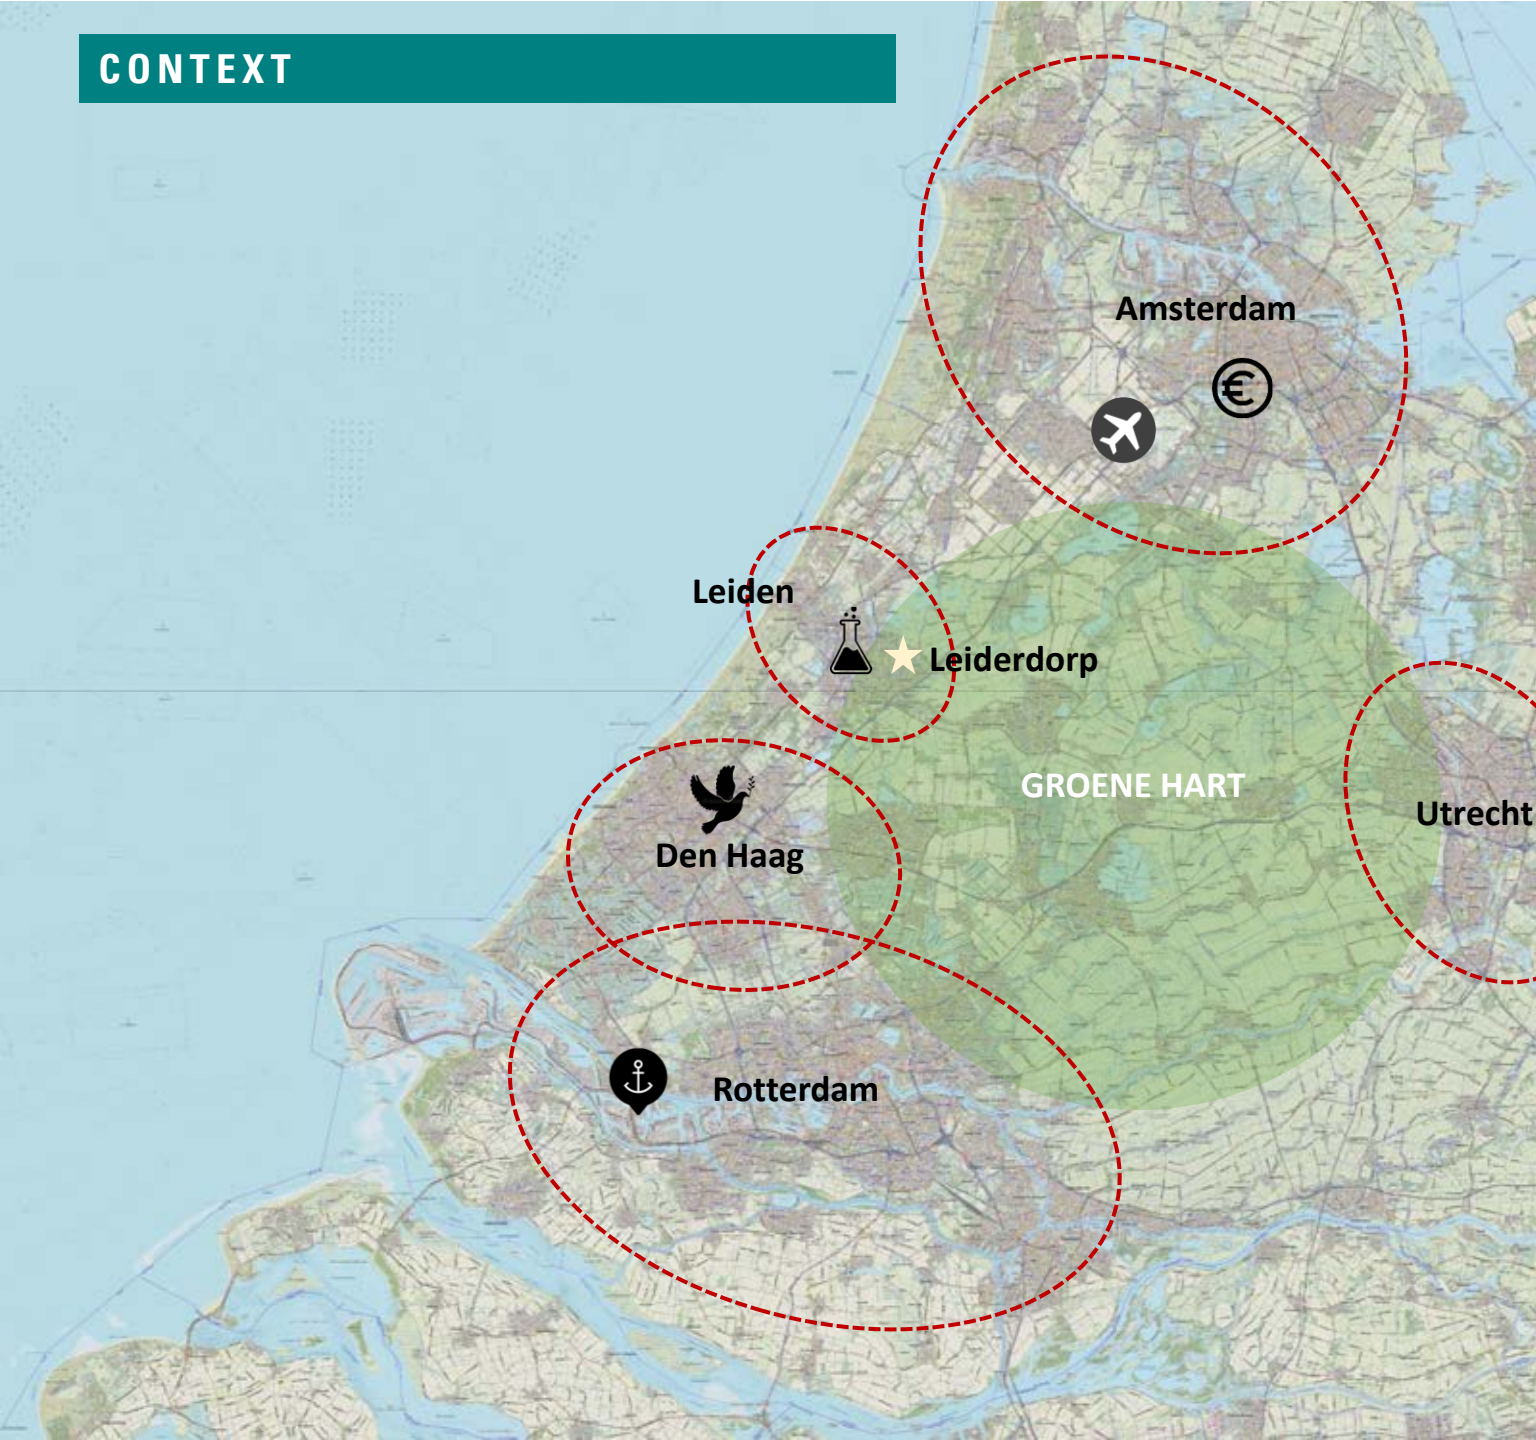 CONTEXT
Amsterdam
€
Leiden
Leiderdorp
GROENE HART
Utrecht
Den Haag
Rotterdam